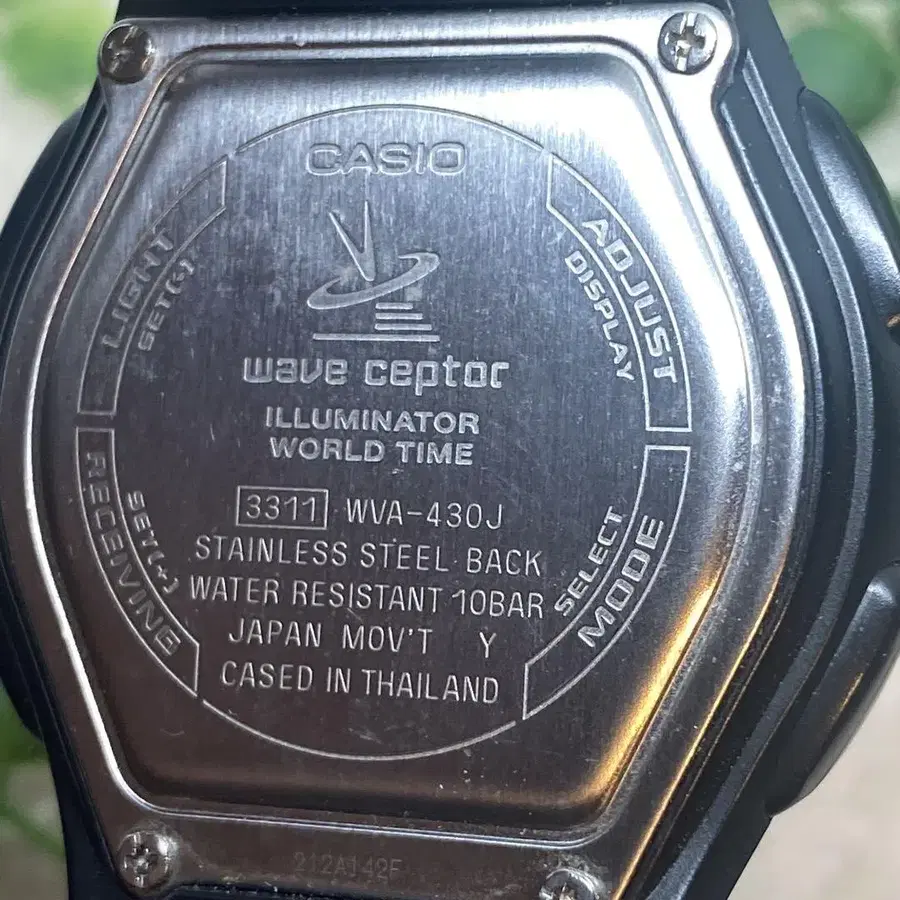 CASIO
LIGHT
SET(-)
ADJUST
DISPLAY
wave ceptor
ILLUMINATOR
WORLD TIME
3311 WVA-430J
STAINLESS STEEL BACK
WATER RESISTANT 10BAR
JAPAN MOV'T Y
CASED IN THAILAND
RECEIVING
SET(+)
SELECT
MODE
212A142F